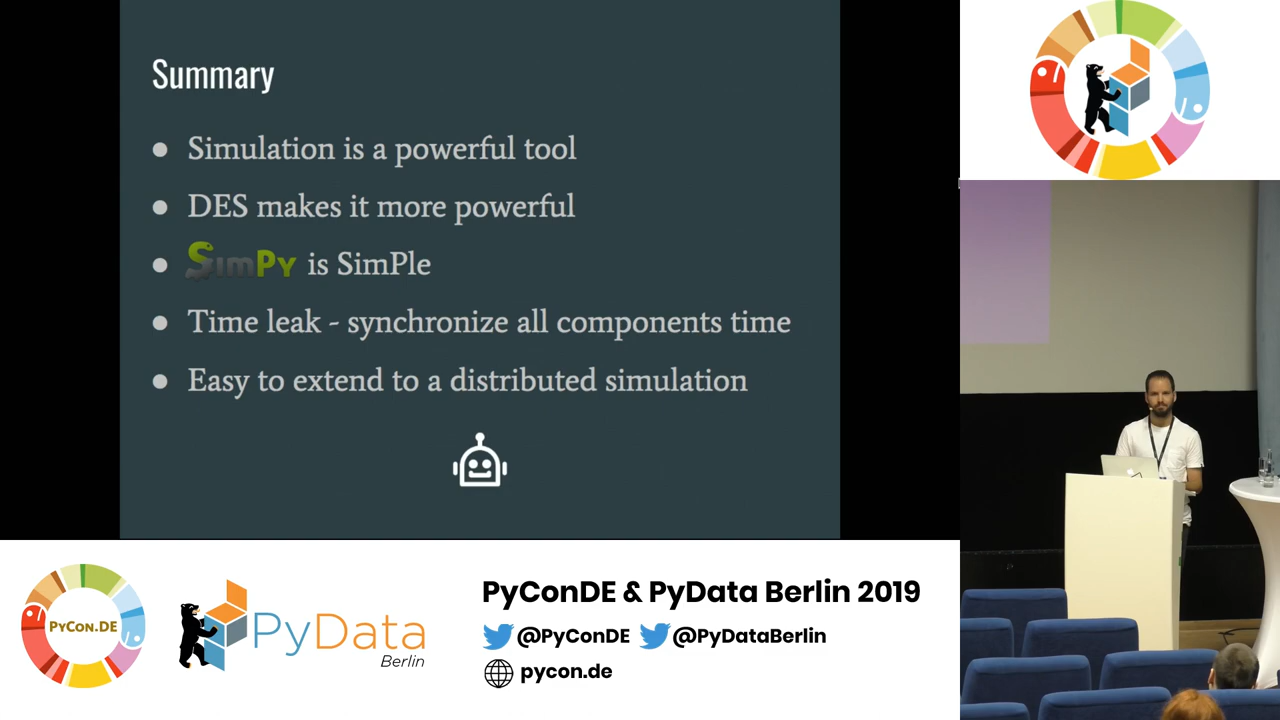 Summary
● Simulation is a powerful tool
● DES makes it more powerful
● SimPy is SimPle
● Time leak - synchronize all components time
● Easy to extend to a distributed simulation
PyCon.DE
PyData
Berlin
PyConDE & PyData Berlin 2019
@PyConDE @PyDataBerlin
pycon.de